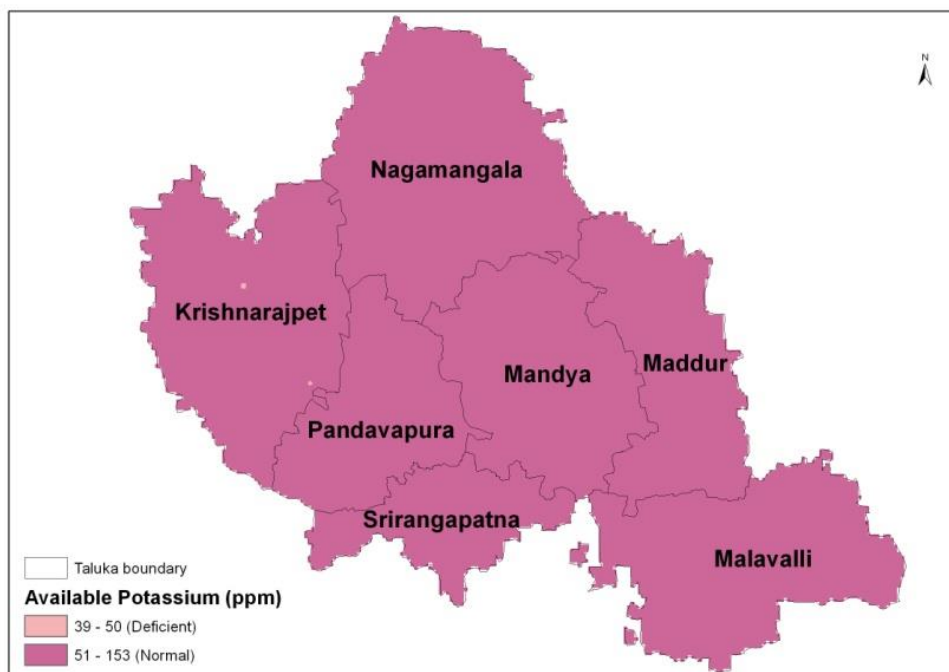 N
Nagamangala
Krishnarajpet
Maddur
Mandya
Pandavapura
Srirangapatna
Malavalli
Taluka boundary
Available Potassium (ppm)
39 - 50 (Deficient)
51 - 153 (Normal)